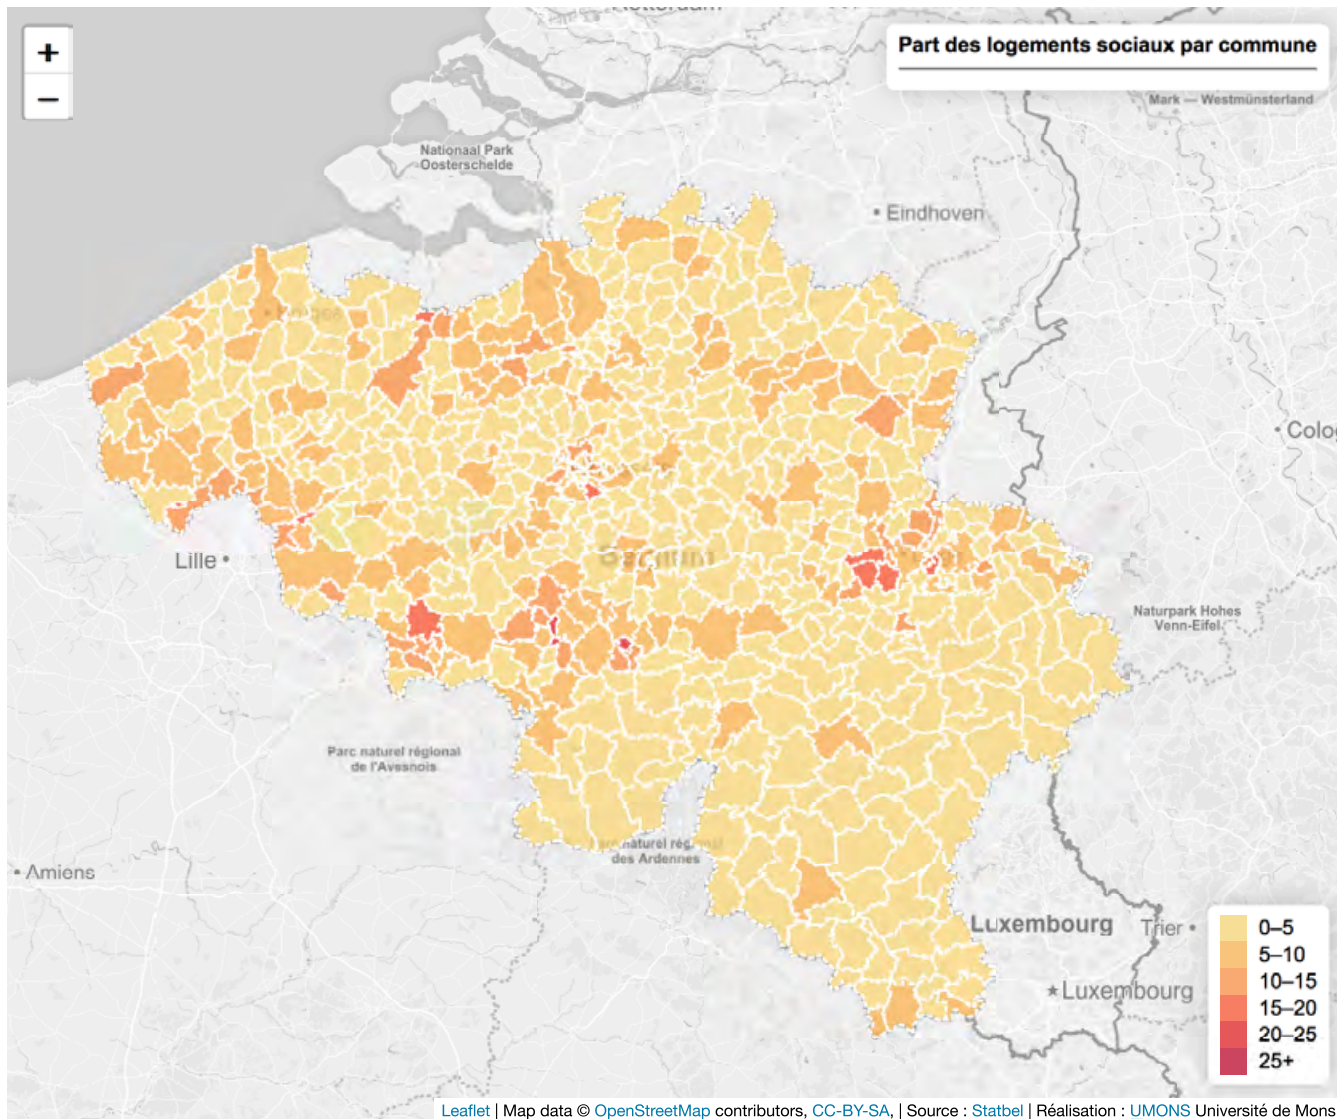 +
Part des logements sociaux par commune
−
Mark — Westmünsterland
Nationaal Park
Oosterschelde
Eindhoven
Lille
Naturpark Hohes
Venn-Eifel
Parc naturel régional
de l'Avesnois
des Ardennes
Amiens
Luxembourg
Trier
Luxembourg
0–5
5–10
10–15
15–20
20–25
25+
Leaflet | Map data © OpenStreetMap contributors, CC-BY-SA, | Source : Statbel | Réalisation : UMONS Université de Mons